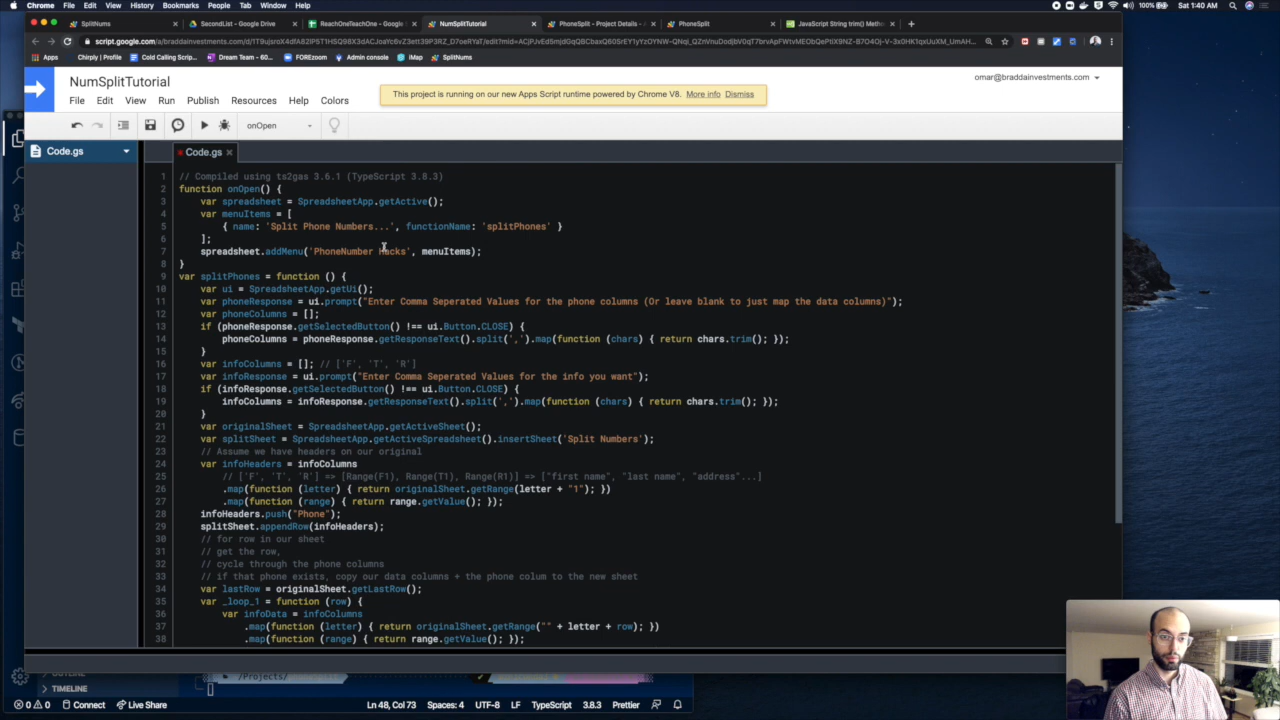 Chrome File Edit View History Bookmarks People Tab Window Help 100% Sat 1:40 AM
SplitNums SecondList - Google Drive ReachOneTeachOne - Google NumSplitTutorial PhoneSplit - Project Details PhoneSplit JavaScript String trim() Meth
Apps Chirply | Profile Cold Calling Scrip... Dream Team - 60... FOREzoom Admin console iMap SplitNums
NumSplitTutorial
omar@braddainvestments.com
This project is running on our new Apps Script runtime powered by Chrome V8. More info Dismiss
File Edit View Run Publish Resources Help Colors
onOpen
Code.gs
Code.gs
1 // Compiled using ts2gas 3.6.1 (TypeScript 3.8.3)
2 function onOpen() {
3 var spreadsheet = SpreadsheetApp.getActive();
4 var menuItems = [
5 { name: 'Split Phone Numbers...', functionName: 'splitPhones' }
6 ];
7 spreadsheet.addMenu('PhoneNumber Hacks', menuItems);
8 }
9 var splitPhones = function () {
10 var ui = SpreadsheetApp.getUi();
11 var phoneResponse = ui.prompt("Enter Comma Seperated Values for the phone columns (Or leave blank to just map the data columns)");
12 var phoneColumns = [];
13 if (phoneResponse.getSelectedButton() !== ui.Button.CLOSE) {
14 phoneColumns = phoneResponse.getResponseText().split(',').map(function (chars) { return chars.trim(); });
15 }
16 var infoColumns = []; // ['F', 'T', 'R']
17 var infoResponse = ui.prompt("Enter Comma Seperated Values for the info you want");
18 if (infoResponse.getSelectedButton() !== ui.Button.CLOSE) {
19 infoColumns = infoResponse.getResponseText().split(',').map(function (chars) { return chars.trim(); });
20 }
21 var originalSheet = SpreadsheetApp.getActiveSheet();
22 var splitSheet = SpreadsheetApp.getActiveSpreadsheet().insertSheet('Split Numbers');
23 // Assume we have headers on our original
24 var infoHeaders = infoColumns
25 // ['F', 'T', 'R'] => [Range(F1), Range(T1), Range(R1)] => ["first name", "last name", "address"...]
26 .map(function (letter) { return originalSheet.getRange(letter + "1"); })
27 .map(function (range) { return range.getValue(); });
28 infoHeaders.push("Phone");
29 splitSheet.appendRow(infoHeaders);
30 // for row in our sheet
31 // get the row,
32 // cycle through the phone columns
33 // if that phone exists, copy our data columns + the phone colum to the new sheet
34 var lastRow = originalSheet.getLastRow();
35 var _loop_1 = function (row) {
36 var infoData = infoColumns
37 .map(function (letter) { return originalSheet.getRange("" + letter + row); })
38 .map(function (range) { return range.getValue(); });
TIMELINE
/Projects/
0 0 Connect Live Share Ln 48, Col 73 Spaces: 4 UTF-8 LF TypeScript 3.8.3 Prettier